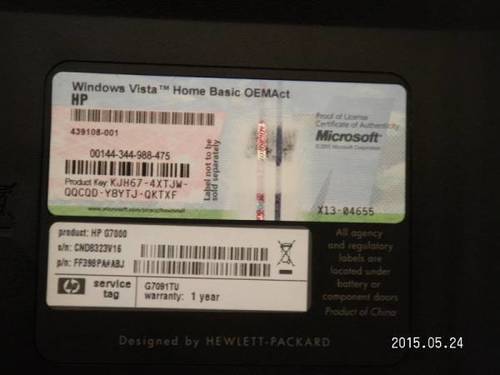 Windows Vista™ Home Basic OEMAct
HP
439108-001
00144-344-988-475
Product Key: KJH67-4XTJW-
QQCQD-Y8YTJ-QKTXF
Label not to be
sold separately
Proof of License
Certificate of Authenticity
Microsoft
X13-04655
product: HP G7000
s/n: CND8323V16
p/n: FF398PA#ABJ
hp
service
tag
G7091TU
warranty: 1 year
All agency
and regulatory
labels are
located under
battery or
component doors
Product of China
Designed by HEWLETT-PACKARD
2015.05.24